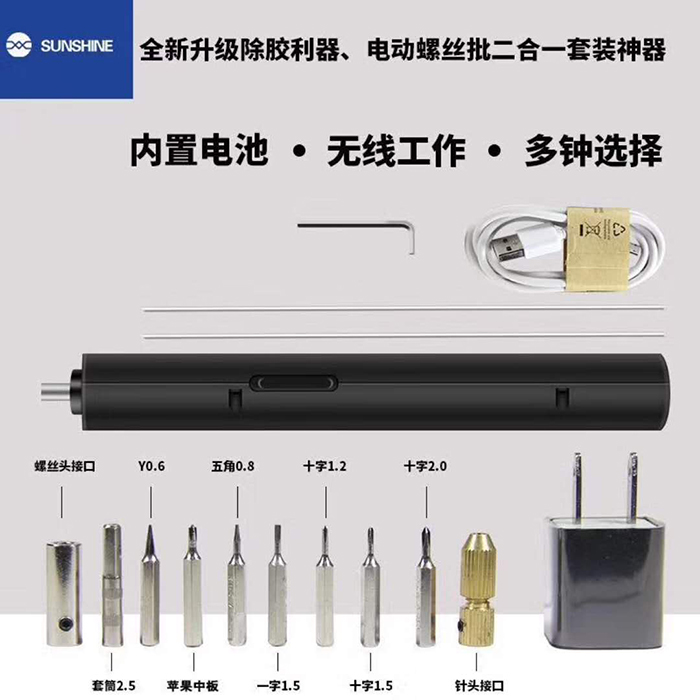 SUNSHINE
全新升级除胶利器、电动螺丝批二合一套装神器
内置电池 • 无线工作 • 多钟选择
螺丝头接口 Y0.6 五角0.8 十字1.2 十字2.0
套筒2.5 苹果中板 一字1.5 十字1.5 针头接口